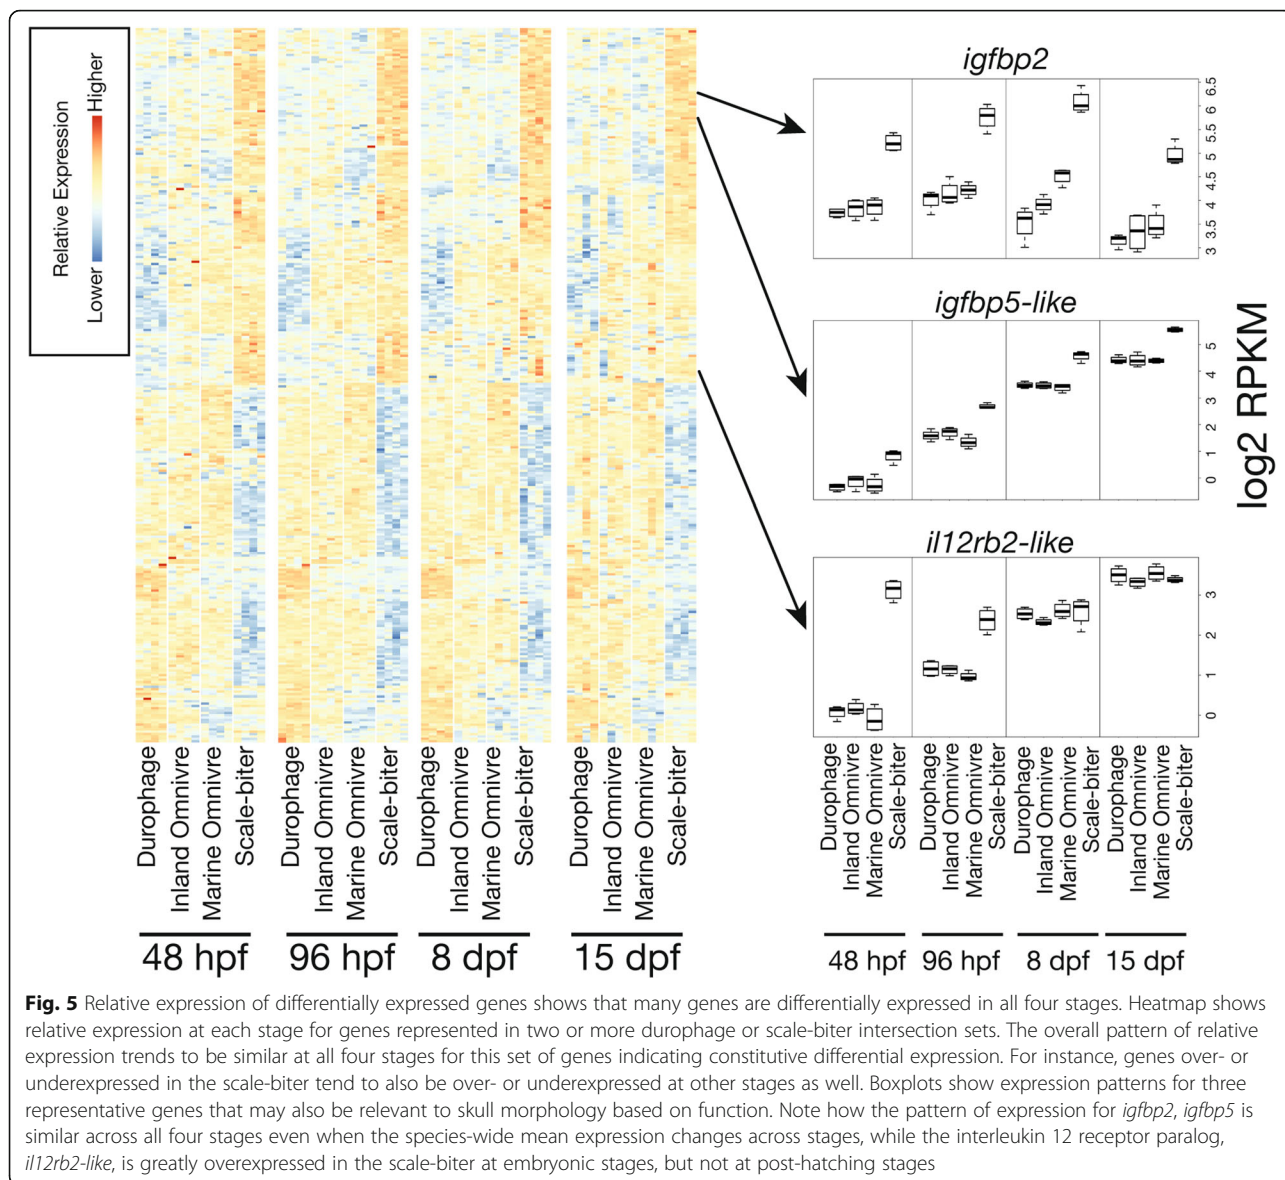 Relative Expression
Lower
Higher
Durophage
Inland Omnivre
Marine Omnivre
Scale-biter
Durophage
Inland Omnivre
Marine Omnivre
Scale-biter
Durophage
Inland Omnivre
Marine Omnivre
Scale-biter
Durophage
Inland Omnivre
Marine Omnivre
Scale-biter
48 hpf
96 hpf
8 dpf
15 dpf
igfbp2
6.5
6
5.5
5
4.5
4
3.5
3
igfbp5-like
5
4
3
2
1
0
log2 RPKM
il12rb2-like
3
2
1
0
Durophage
Inland Omnivre
Marine Omnivre
Scale-biter
Durophage
Inland Omnivre
Marine Omnivre
Scale-biter
Durophage
Inland Omnivre
Marine Omnivre
Scale-biter
Durophage
Inland Omnivre
Marine Omnivre
Scale-biter
48 hpf
96 hpf
8 dpf
15 dpf
Fig. 5 Relative expression of differentially expressed genes shows that many genes are differentially expressed in all four stages. Heatmap shows
relative expression at each stage for genes represented in two or more durophage or scale-biter intersection sets. The overall pattern of relative
expression trends to be similar at all four stages for this set of genes indicating constitutive differential expression. For instance, genes over- or
underexpressed in the scale-biter tend to also be over- or underexpressed at other stages as well. Boxplots show expression patterns for three
representative genes that may also be relevant to skull morphology based on function. Note how the pattern of expression for igfbp2, igfbp5 is
similar across all four stages even when the species-wide mean expression changes across stages, while the interleukin 12 receptor paralog,
il12rb2-like, is greatly overexpressed in the scale-biter at embryonic stages, but not at post-hatching stages